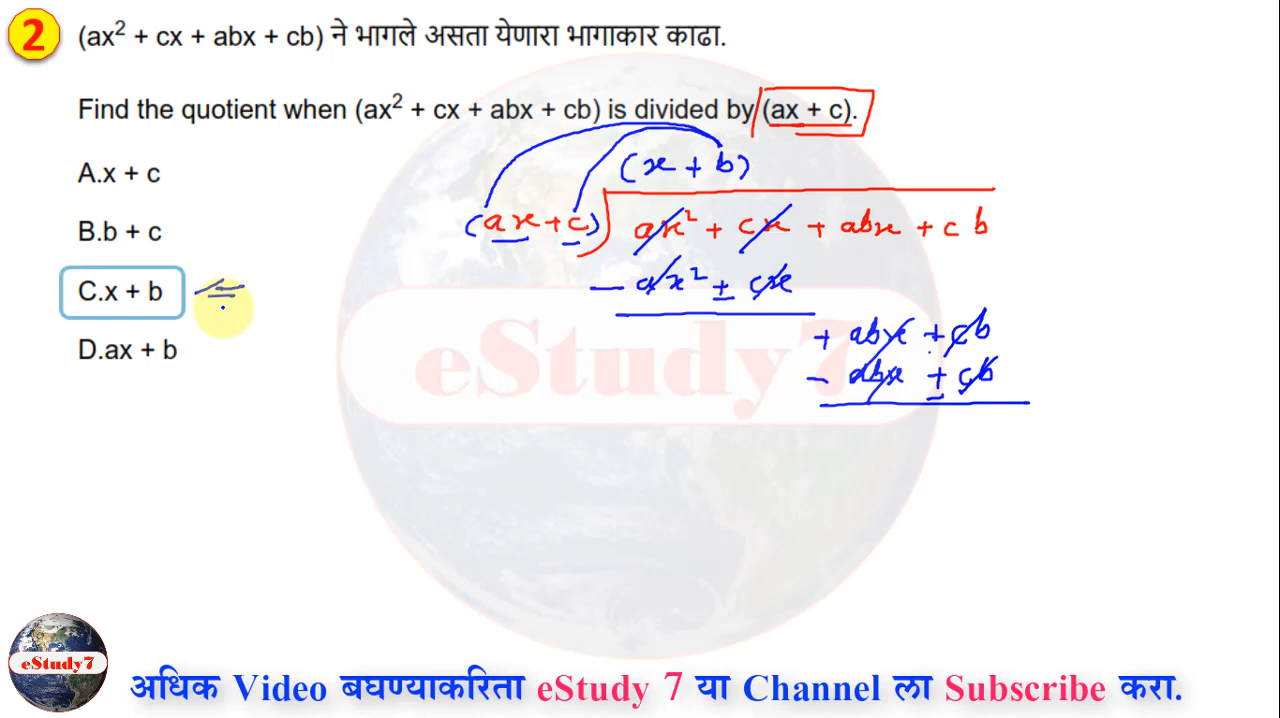 2 (ax² + cx + abx + cb) ने भागले असता येणारा भागाकार काढा.
Find the quotient when (ax² + cx + abx + cb) is divided by (ax + c).
A.x + c
B.b + c
C.x + b
D.ax + b
(x + b)
(ax + c) ax² + cx + abx + cb
− ax² ± cx
+ abx + cb
− abx ± cb
eStudy7
eStudy7
अधिक Video बघण्याकरिता eStudy 7 या Channel ला Subscribe करा.